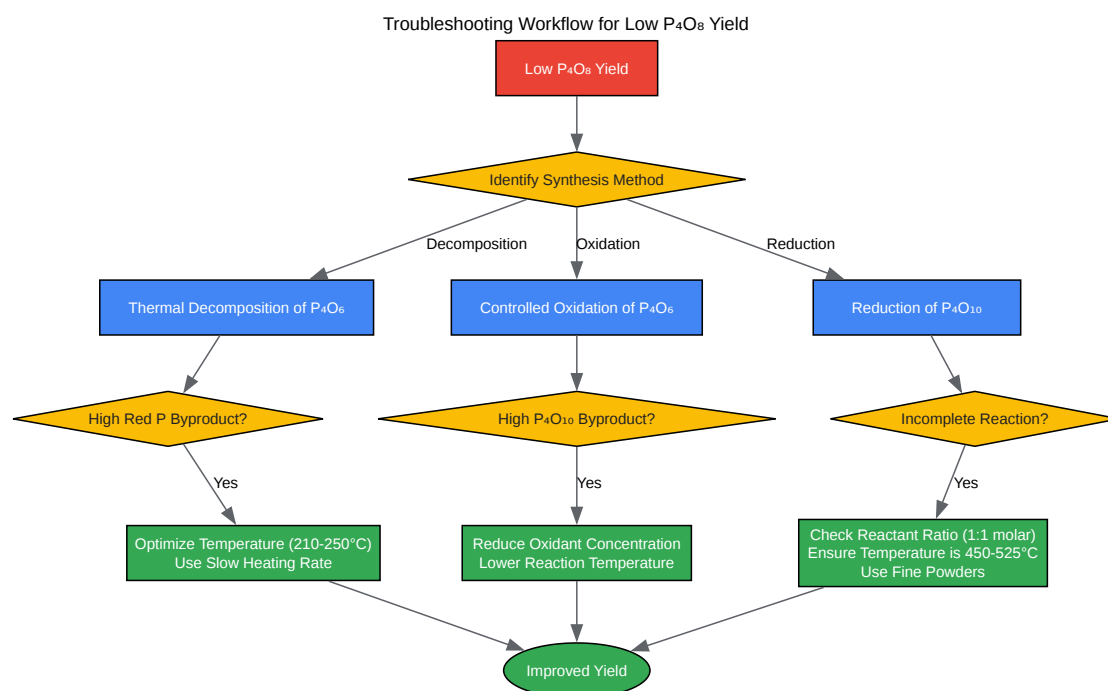 Troubleshooting Workflow for Low P₄O₈ Yield
Low P₄O₈ Yield
Identify Synthesis Method
Decomposition
Oxidation
Reduction
Thermal Decomposition of P₄O₆
Controlled Oxidation of P₄O₆
Reduction of P₄O₁₀
High Red P Byproduct?
High P₄O₁₀ Byproduct?
Incomplete Reaction?
Yes
Yes
Yes
Optimize Temperature (210-250°C)
Use Slow Heating Rate
Reduce Oxidant Concentration
Lower Reaction Temperature
Check Reactant Ratio (1:1 molar)
Ensure Temperature is 450-525°C
Use Fine Powders
Improved Yield